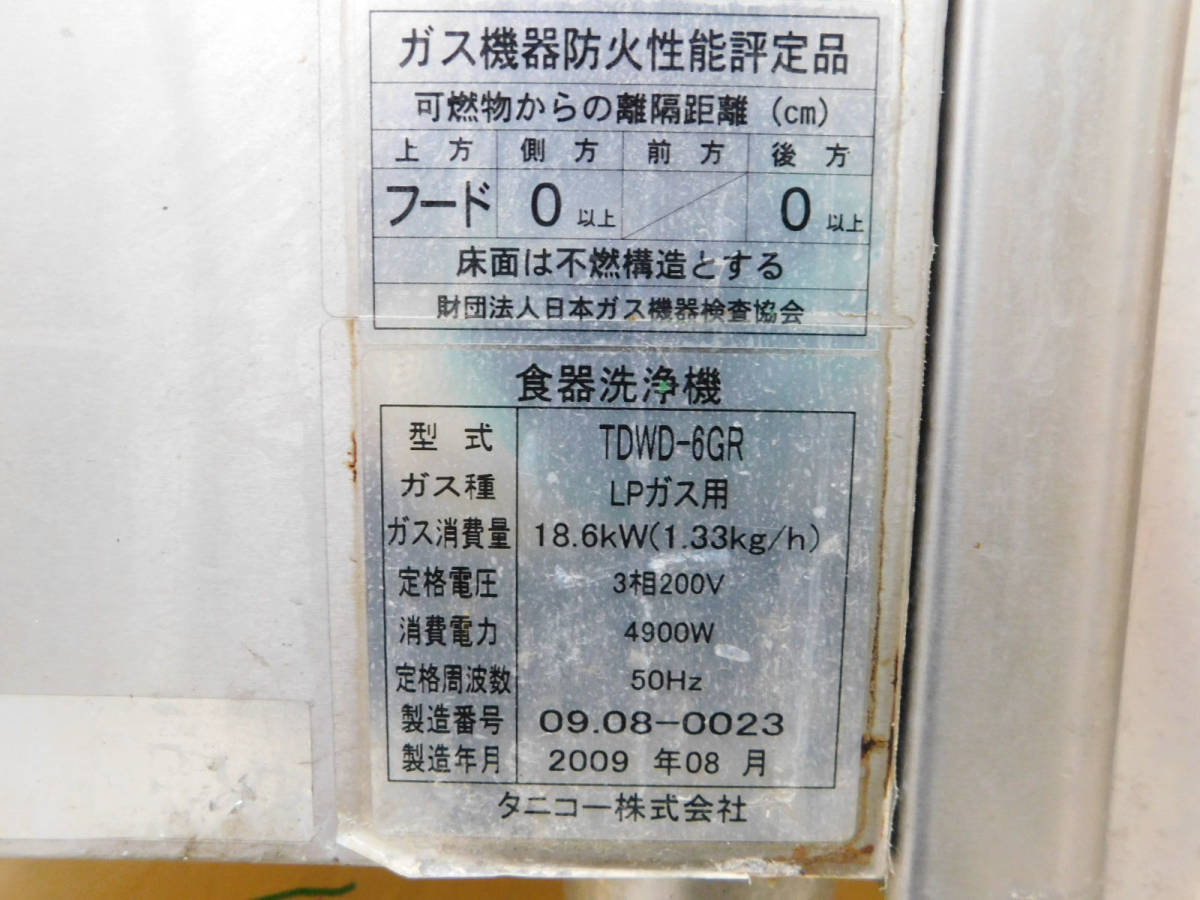 ガス機器防火性能評定品
可燃物からの離隔距離 (cm)
上方 側方 前方 後方
フード 0 以上 0 以上
床面は不燃構造とする
財団法人日本ガス機器検査協会
食器洗浄機
型式 TDWD-6GR
ガス種 LPガス用
ガス消費量 18.6kW(1.33kg/h)
定格電圧 3相200V
消費電力 4900W
定格周波数 50Hz
製造番号 09.08-0023
製造年月 2009 年08 月
タニコー株式会社